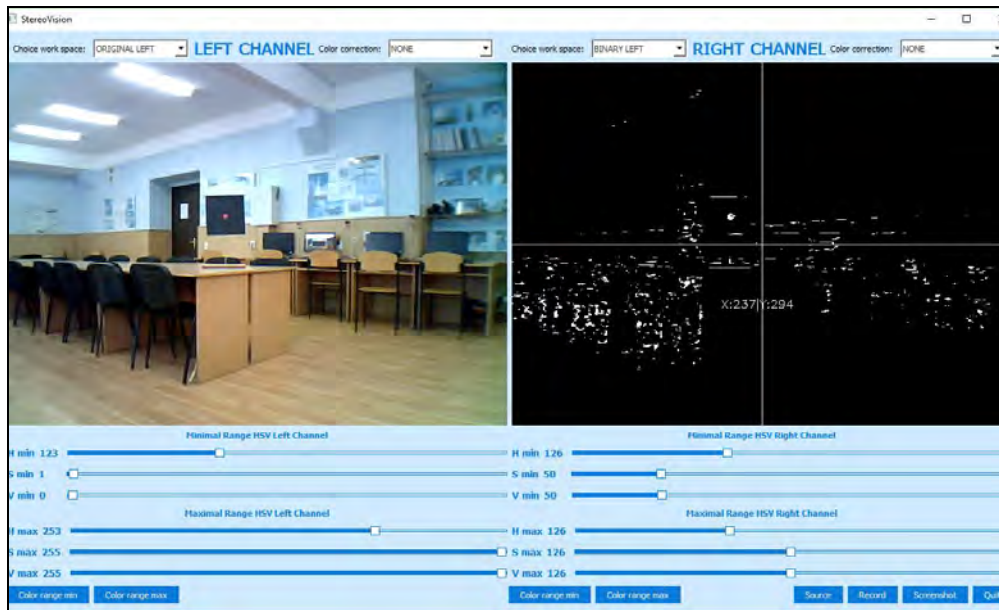 StereoVision
Choice work space: ORIGINAL LEFT LEFT CHANNEL Color correction: NONE
Choice work space: BINARY LEFT RIGHT CHANNEL Color correction: NONE
X:237|Y:294
Minimal Range HSV Left Channel
H min 123
S min 1
V min 0
Maximal Range HSV Left Channel
H max 253
S max 255
V max 255
Color range min Color range max
Minimal Range HSV Right Channel
H min 126
S min 50
V min 50
Maximal Range HSV Right Channel
H max 126
S max 126
V max 126
Color range min Color range max Source Record Screenshot